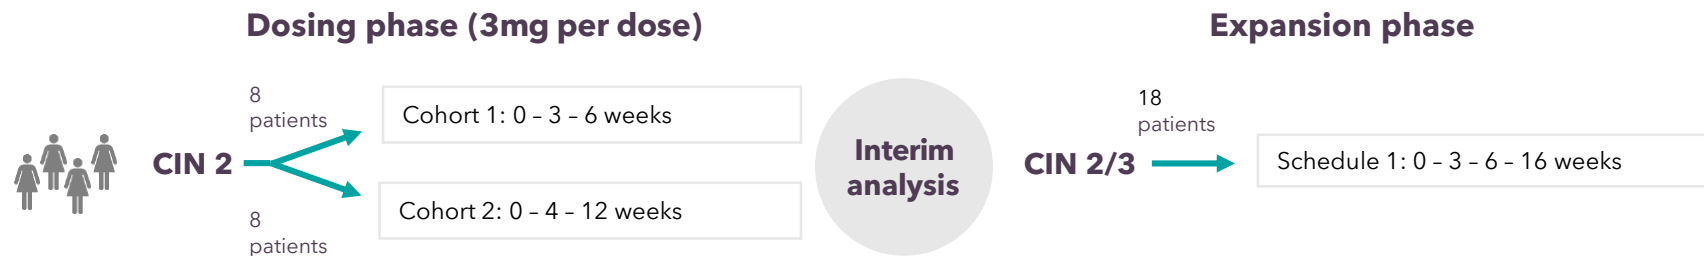 Dosing phase (3mg per dose)
Expansion phase
8
patients
Cohort 1: 0 – 3 – 6 weeks
CIN 2
Cohort 2: 0 – 4 – 12 weeks
8
patients
Interim
analysis
18
patients
CIN 2/3
Schedule 1: 0 – 3 – 6 – 16 weeks